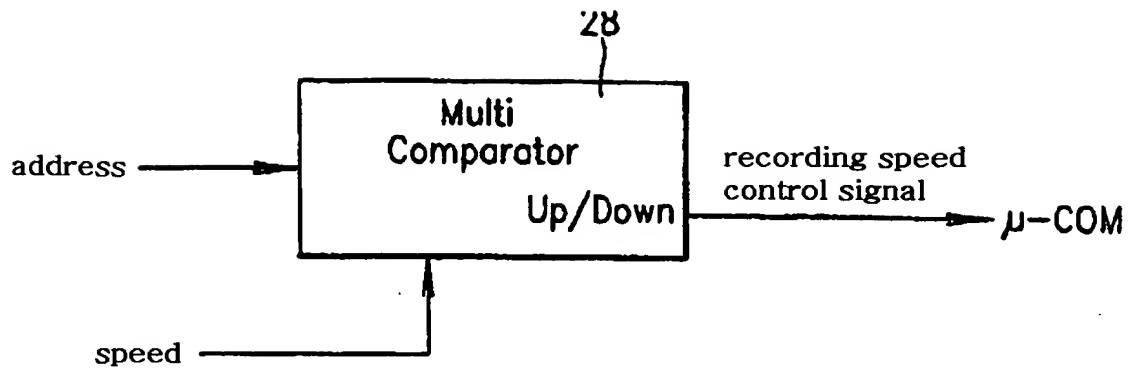 28
Multi
Comparator
address
recording speed
control signal
Up/Down
μ-COM
speed